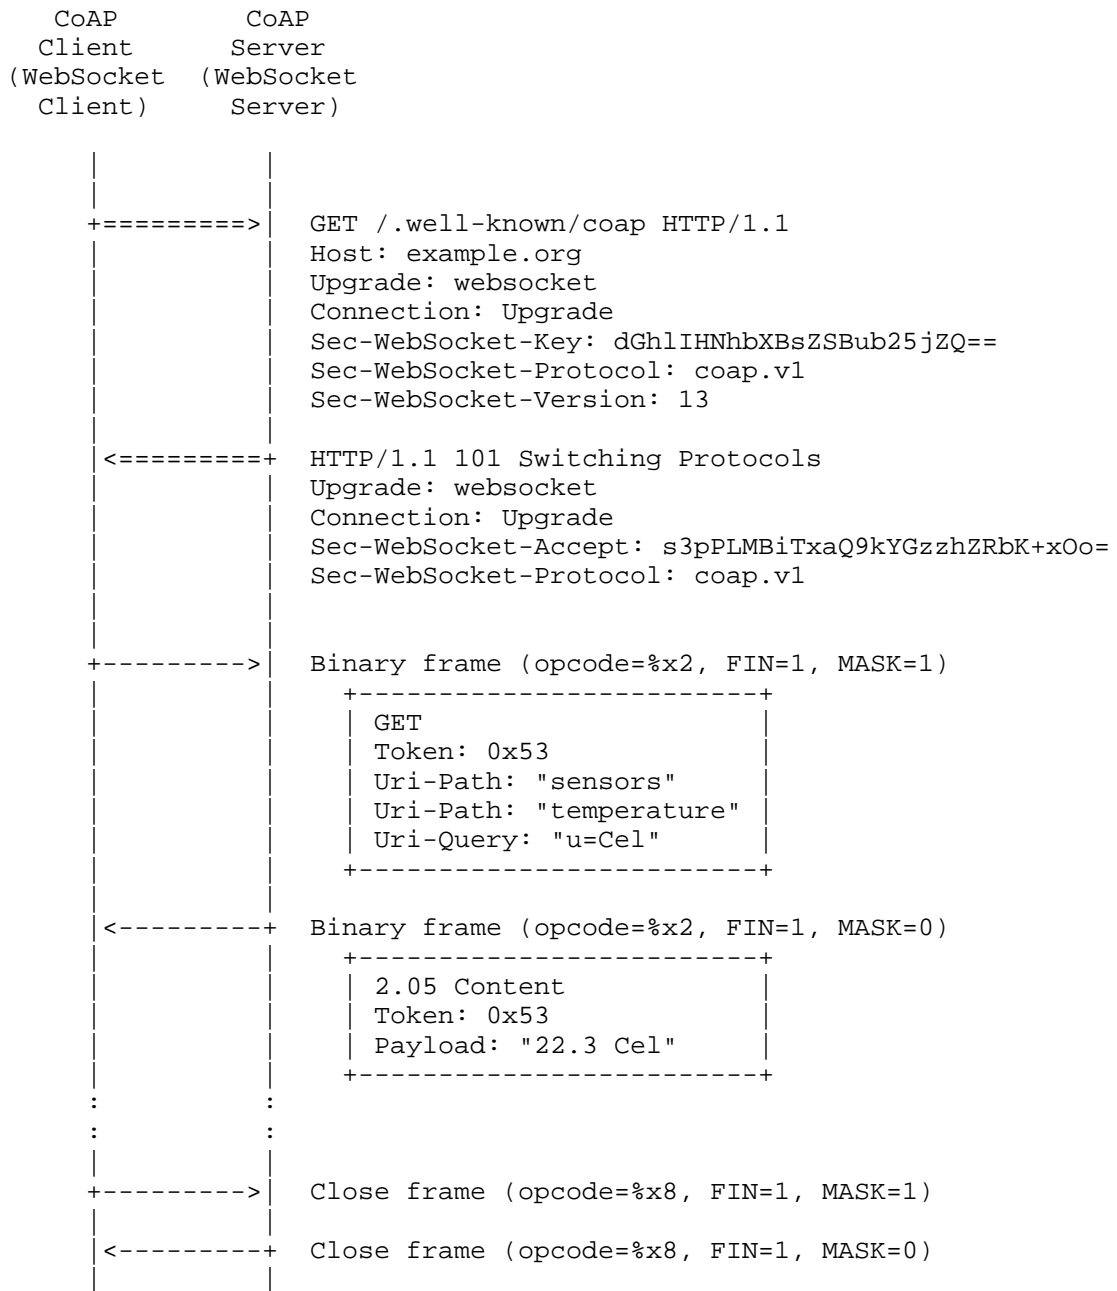 CoAP CoAP
Client Server
(WebSocket (WebSocket
Client) Server)
GET /.well-known/coap HTTP/1.1
Host: example.org
Upgrade: websocket
Connection: Upgrade
Sec-WebSocket-Key: dGhlIHNhbXBsZSBub25jZQ==
Sec-WebSocket-Protocol: coap.v1
Sec-WebSocket-Version: 13
HTTP/1.1 101 Switching Protocols
Upgrade: websocket
Connection: Upgrade
Sec-WebSocket-Accept: s3pPLMBiTxaQ9kYGzzhZRbK+xOo=
Sec-WebSocket-Protocol: coap.v1
Binary frame (opcode=%x2, FIN=1, MASK=1)
GET
Token: 0x53
Uri-Path: "sensors"
Uri-Path: "temperature"
Uri-Query: "u=Cel"
Binary frame (opcode=%x2, FIN=1, MASK=0)
2.05 Content
Token: 0x53
Payload: "22.3 Cel"
Close frame (opcode=%x8, FIN=1, MASK=1)
Close frame (opcode=%x8, FIN=1, MASK=0)